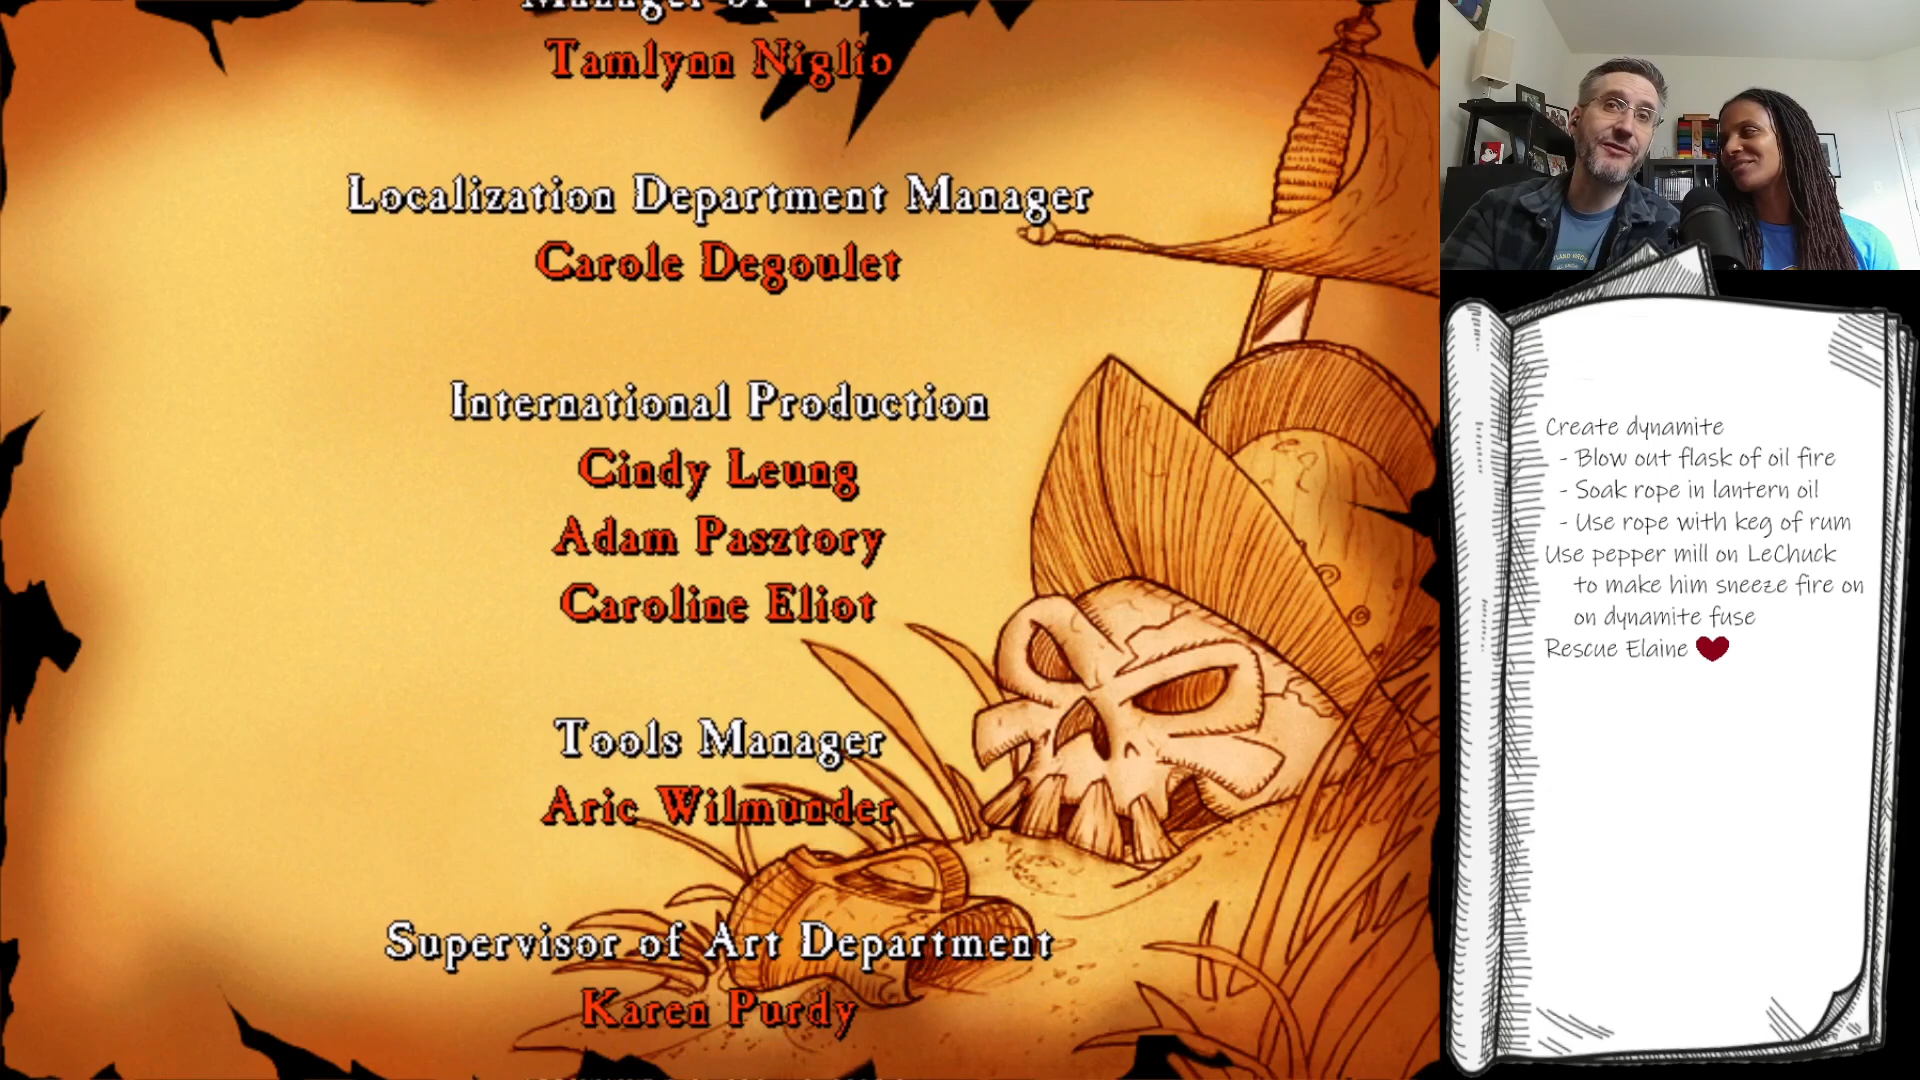 Manager of Voice
Tamlynn Niglio
Localization Department Manager
Carole Degoulet
International Production
Cindy Leung
Adam Pasztory
Caroline Eliot
Tools Manager
Aric Wilmunder
Supervisor of Art Department
Karen Purdy
Create dynamite
- Blow out flask of oil fire
- Soak rope in lantern oil
- Use rope with keg of rum
Use pepper mill on LeChuck
to make him sneeze fire on
on dynamite fuse
Rescue Elaine